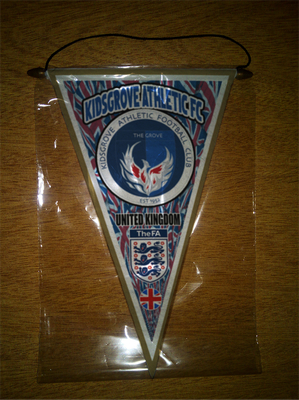 KIDSGROVE ATHLETIC FC
KIDSGROVE ATHLETIC FOOTBALL CLUB
THE GROVE
EST 1952
UNITED KINGDOM
TheFA